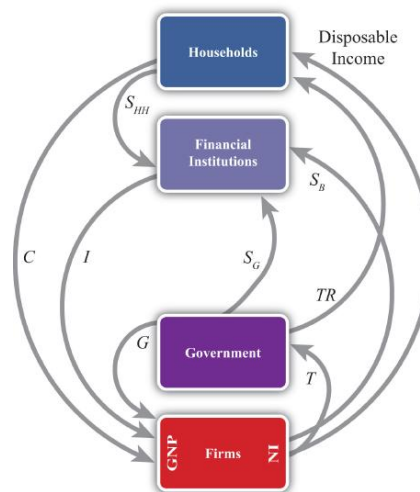 Disposable
Income
Households
S_HH
Financial
Institutions
S_B
C
I
S_G
TR
G
Government
T
GNP
Firms
NI